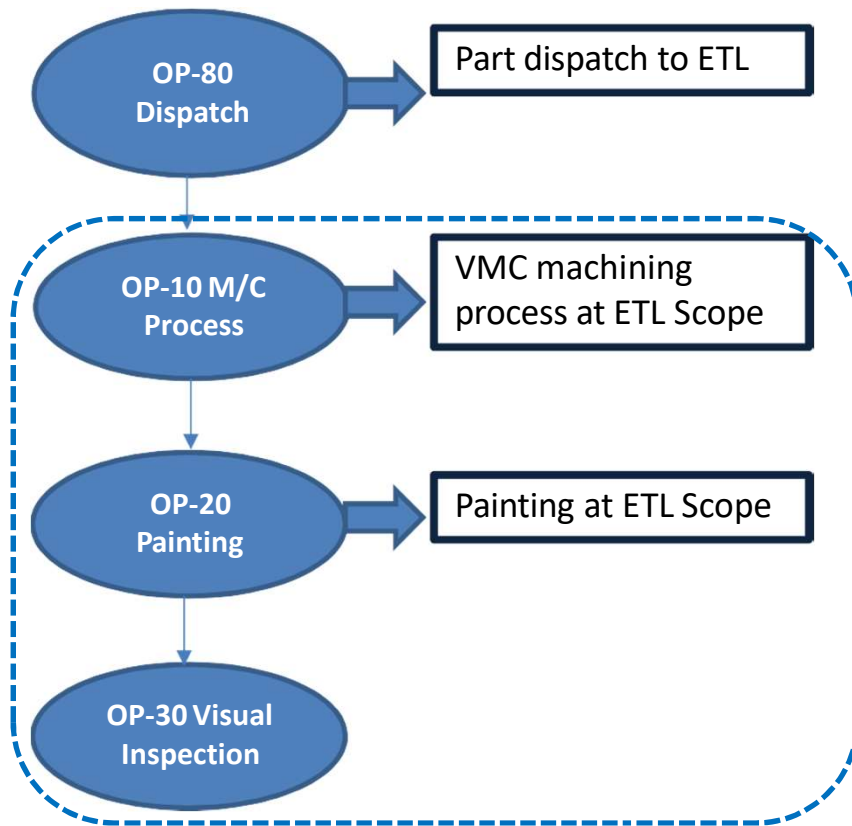 OP-80
Dispatch
Part dispatch to ETL
OP-10 M/C
Process
VMC machining
process at ETL Scope
OP-20
Painting
Painting at ETL Scope
OP-30 Visual
Inspection